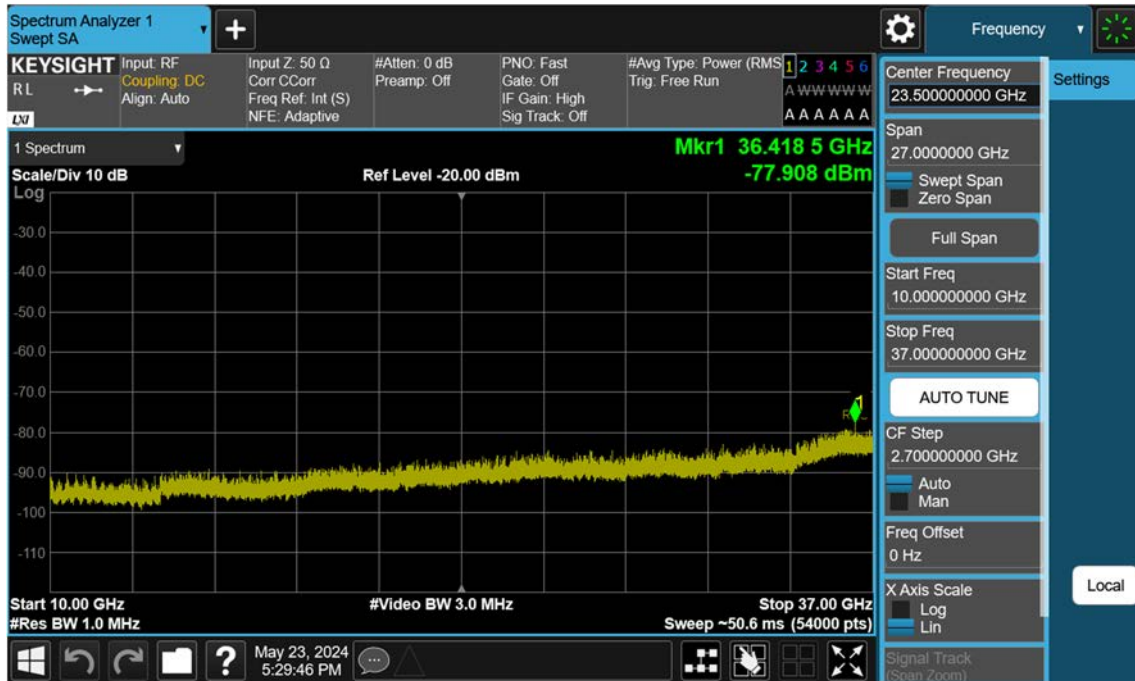 Spectrum Analyzer 1
Swept SA
+
Frequency
KEYSIGHT
R L
LXI
Input: RF
Coupling: DC
Align: Auto
Input Z: 50 Ω
Corr CCorr
Freq Ref: Int (S)
NFE: Adaptive
#Atten: 0 dB
Preamp: Off
PNO: Fast
Gate: Off
IF Gain: High
Sig Track: Off
#Avg Type: Power (RMS
Trig: Free Run
1 2 3 4 5 6
A W W W W W
A A A A A A
1 Spectrum
Mkr1 36.418 5 GHz
Scale/Div 10 dB
Ref Level -20.00 dBm
-77.908 dBm
Log
-30.0
-40.0
-50.0
-60.0
-70.0
-80.0
-90.0
-100
-110
1
Start 10.00 GHz
#Video BW 3.0 MHz
Stop 37.00 GHz
#Res BW 1.0 MHz
Sweep ~50.6 ms (54000 pts)
?
May 23, 2024
5:29:46 PM
Center Frequency
23.500000000 GHz
Settings
Span
27.0000000 GHz
Swept Span
Zero Span
Full Span
Start Freq
10.000000000 GHz
Stop Freq
37.000000000 GHz
AUTO TUNE
CF Step
2.700000000 GHz
Auto
Man
Freq Offset
0 Hz
X Axis Scale
Log
Lin
Local
Signal Track
(Span Zoom)